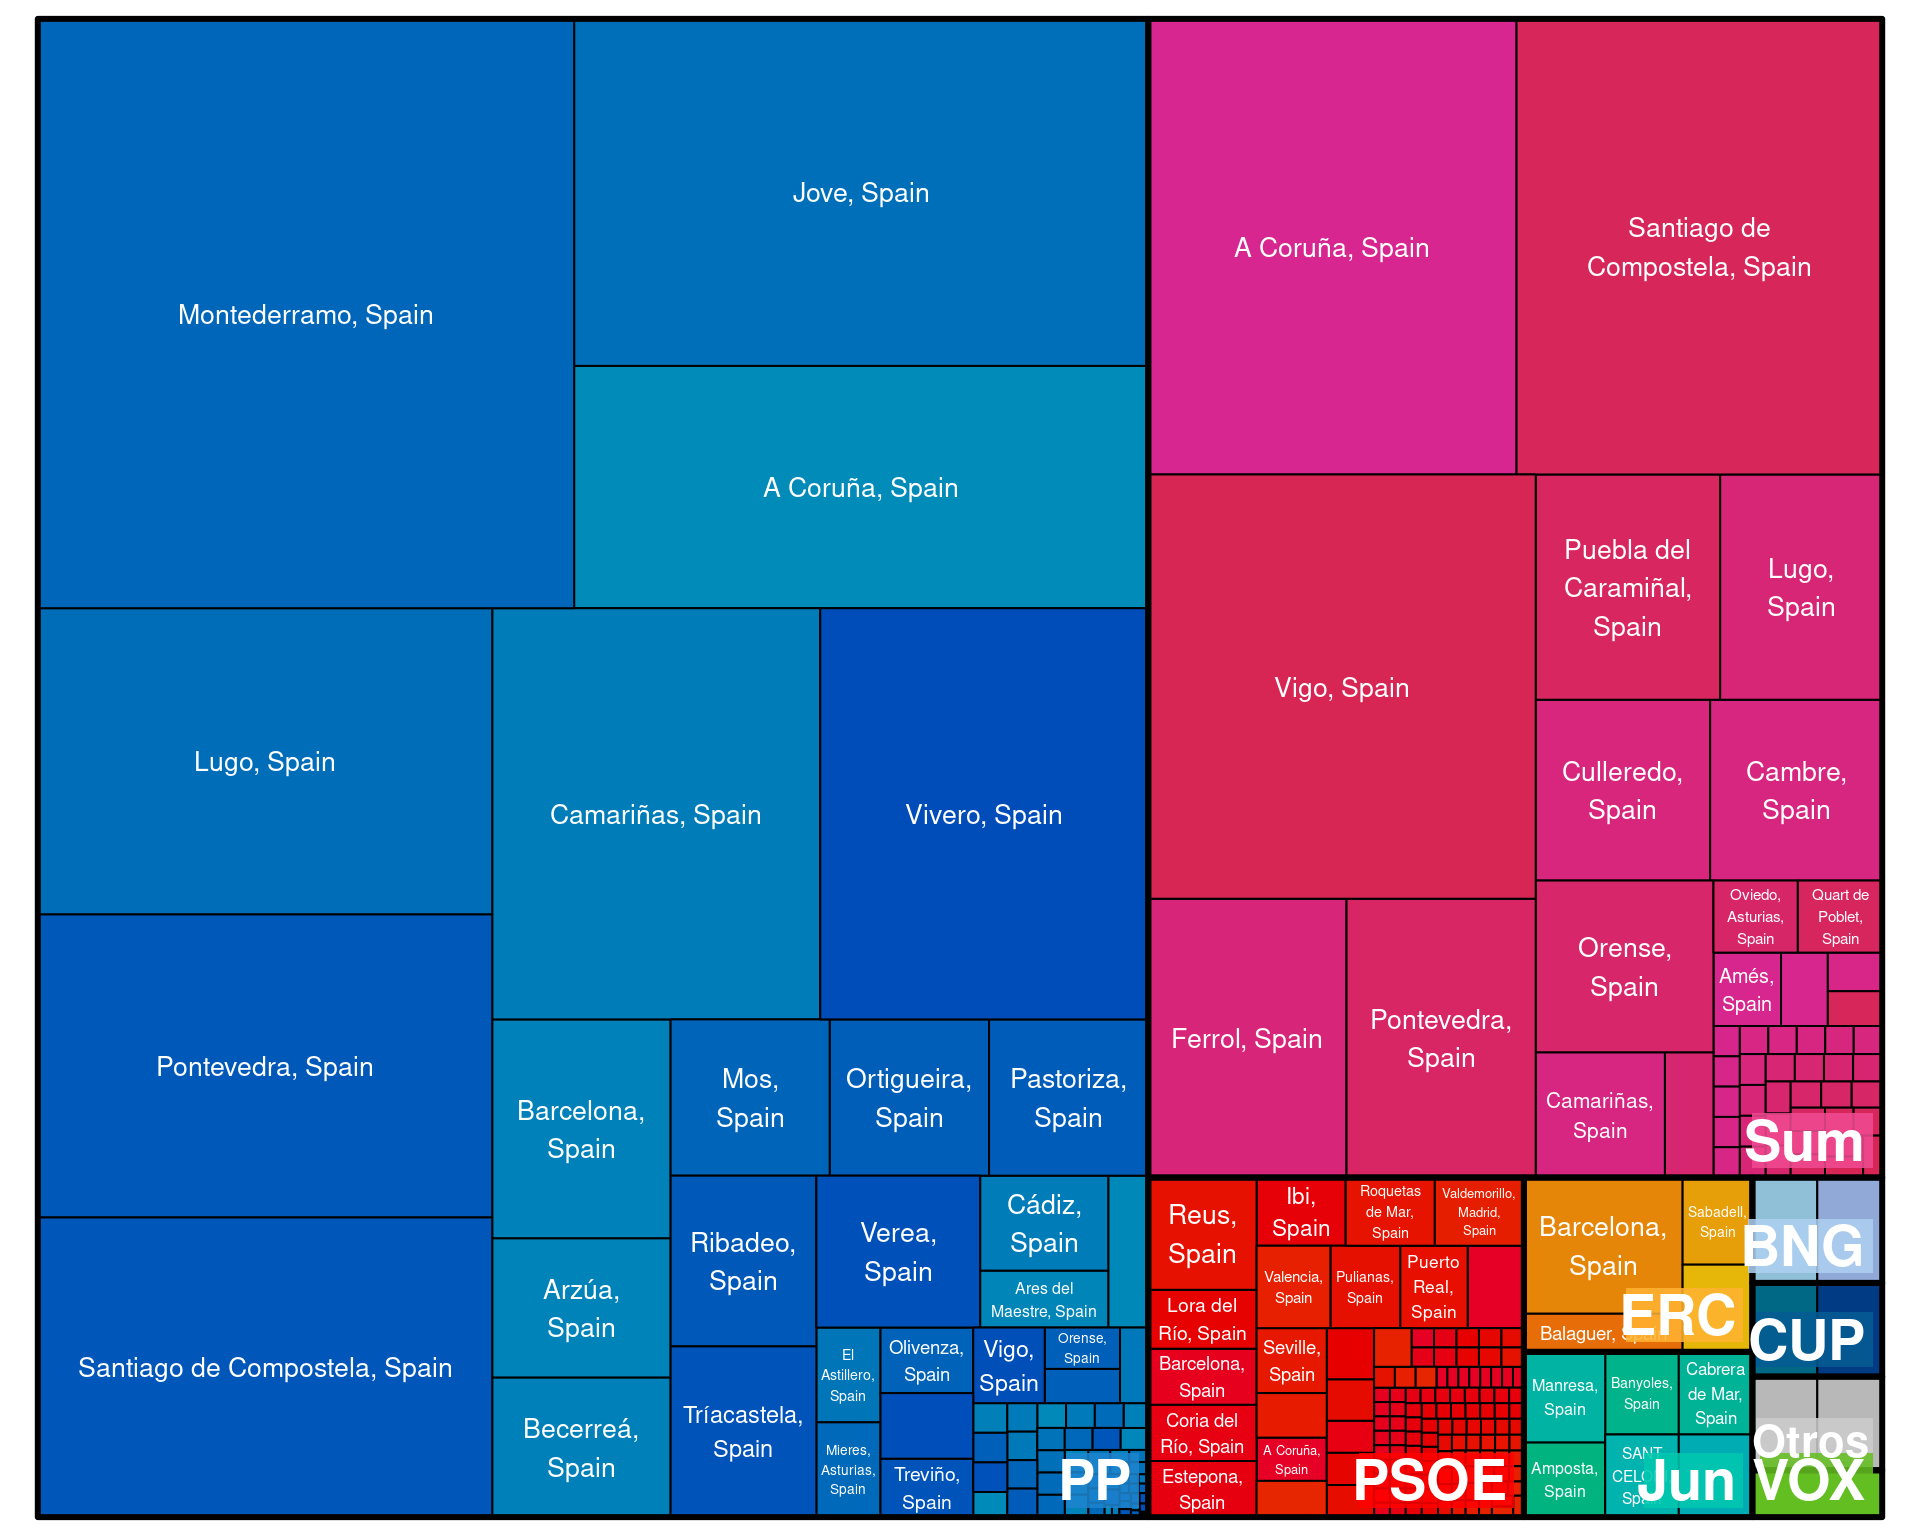 Montederramo, Spain
Jove, Spain
A Coruña, Spain
Lugo, Spain
Pontevedra, Spain
Santiago de Compostela, Spain
Camariñas, Spain
Vivero, Spain
Barcelona,
Spain
Arzúa,
Spain
Becerreá,
Spain
Mos,
Spain
Ortigueira,
Spain
Pastoriza,
Spain
Ribadeo,
Spain
Tríacastela,
Spain
Verea,
Spain
Cádiz,
Spain
Ares del
Maestre, Spain
El
Astillero,
Spain
Mieres,
Asturias,
Spain
Olivenza,
Spain
Treviño,
Spain
Vigo,
Spain
Orense,
Spain
PP
A Coruña, Spain
Santiago de
Compostela, Spain
Vigo, Spain
Puebla del
Caramiñal,
Spain
Lugo,
Spain
Culleredo,
Spain
Cambre,
Spain
Ferrol, Spain
Pontevedra,
Spain
Orense,
Spain
Camariñas,
Spain
Oviedo,
Asturias,
Spain
Quart de
Poblet,
Spain
Amés,
Spain
Sum
Reus,
Spain
Lora del
Río, Spain
Barcelona,
Spain
Coria del
Río, Spain
Estepona,
Spain
Ibi,
Spain
Roquetas
de Mar,
Spain
Valdemorillo,
Madrid,
Spain
Valencia,
Spain
Pulianas,
Spain
Puerto
Real,
Spain
Seville,
Spain
A Coruña,
Spain
PSOE
Barcelona,
Spain
Sabadell,
Spain
Balaguer, Spain
ERC
Manresa,
Spain
Banyoles,
Spain
Cabrera
de Mar,
Spain
Amposta,
Spain
SANT
Spain
Jun
BNG
CUP
Otros
VOX